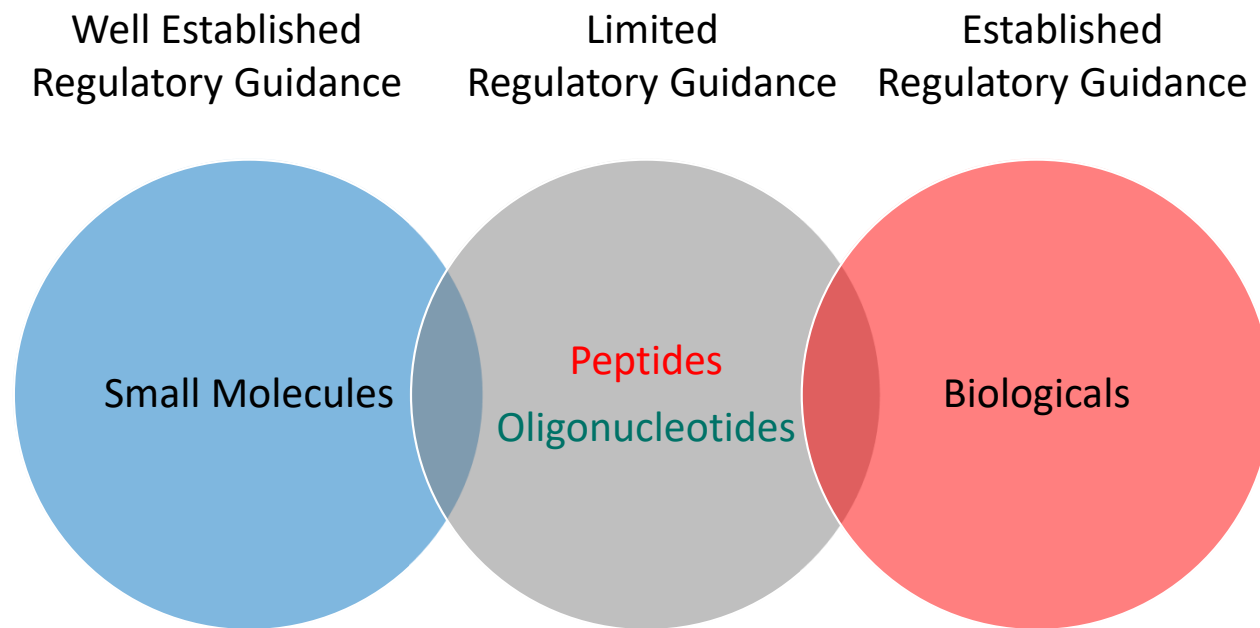 Well Established
Regulatory Guidance
Limited
Regulatory Guidance
Established
Regulatory Guidance
Small Molecules
Peptides
Oligonucleotides
Biologicals